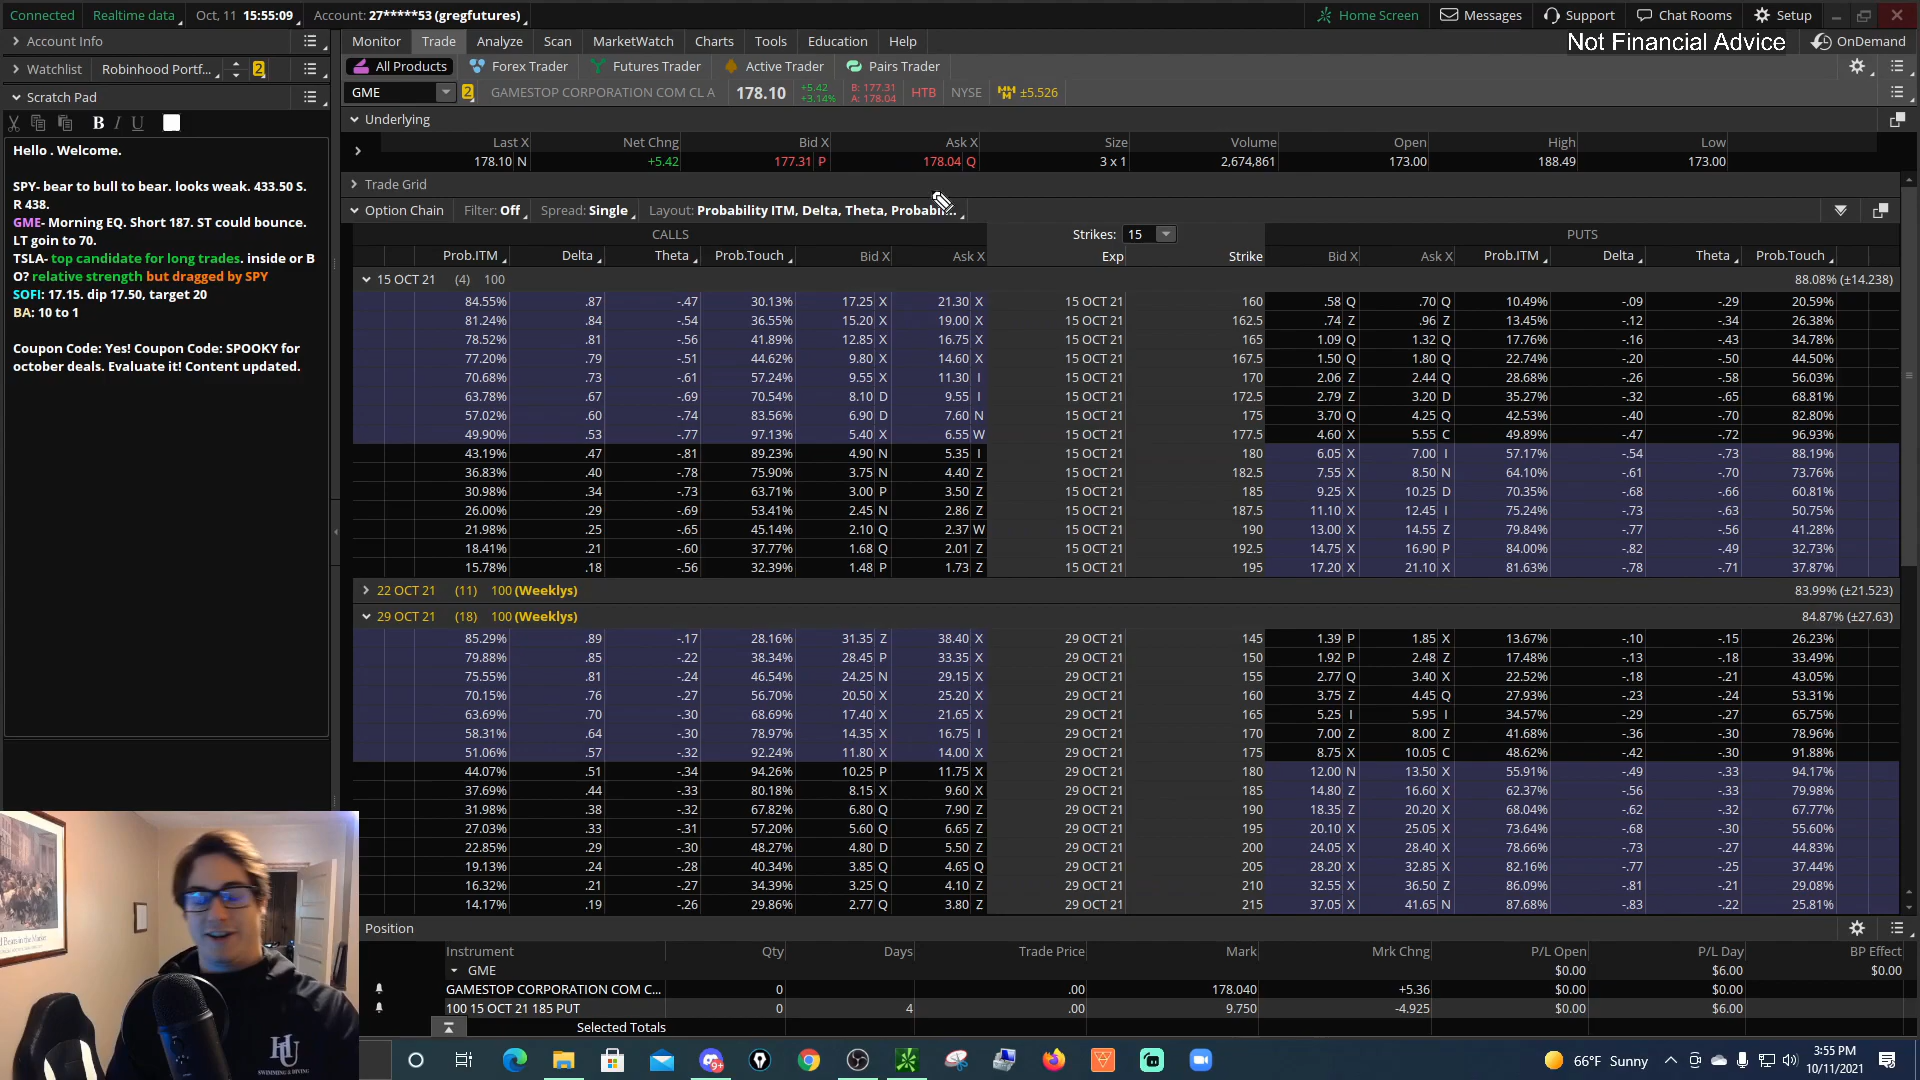 Connected Realtime data Oct, 11 15:55:09 Account: 27*****53 (gregfutures) Home Screen Messages Support Chat Rooms Setup
Account Info Monitor Trade Analyze Scan MarketWatch Charts Tools Education Help Not Financial Advice OnDemand
Watchlist Robinhood Portf... 2 All Products Forex Trader Futures Trader Active Trader Pairs Trader
Scratch Pad GME 2 GAMESTOP CORPORATION COM CL A 178.10 +5.42 +3.14% B: 177.31 A: 178.04 HTB NYSE ±5.526
B I U
Hello . Welcome.
SPY- bear to bull to bear. looks weak. 433.50 S.
R 438.
GME- Morning EQ. Short 187. ST could bounce.
LT goin to 70.
TSLA- top candidate for long trades. inside or B
O? relative strength but dragged by SPY
SOFI: 17.15. dip 17.50, target 20
BA: 10 to 1
Coupon Code: Yes! Coupon Code: SPOOKY for
october deals. Evaluate it! Content updated.
Underlying
Last X Net Chng Bid X Ask X Size Volume Open High Low
178.10 N +5.42 177.31 P 178.04 Q 3 x 1 2,674,861 173.00 188.49 173.00
Trade Grid
Option Chain Filter: Off Spread: Single Layout: Probability ITM, Delta, Theta, Probabil...
CALLS Strikes: 15 PUTS
Prob.ITM Delta Theta Prob.Touch Bid X Ask X Exp Strike Bid X Ask X Prob.ITM Delta Theta Prob.Touch
15 OCT 21 (4) 100 88.08% (±14.238)
84.55% .87 -.47 30.13% 17.25 X 21.30 X 15 OCT 21 160 .58 Q .70 Q 10.49% -.09 -.29 20.59%
81.24% .84 -.54 36.55% 15.20 X 19.00 X 15 OCT 21 162.5 .74 Z .96 Z 13.45% -.12 -.34 26.38%
78.52% .81 -.56 41.89% 12.85 X 16.75 X 15 OCT 21 165 1.09 Q 1.32 Q 17.76% -.16 -.43 34.78%
77.20% .79 -.51 44.62% 9.80 X 14.60 X 15 OCT 21 167.5 1.50 Q 1.80 Q 22.74% -.20 -.50 44.50%
70.68% .73 -.61 57.24% 9.55 X 11.30 I 15 OCT 21 170 2.06 Z 2.44 Q 28.68% -.26 -.58 56.03%
63.78% .67 -.69 70.54% 8.10 D 9.55 I 15 OCT 21 172.5 2.79 Z 3.20 D 35.27% -.32 -.65 68.81%
57.02% .60 -.74 83.56% 6.90 D 7.60 N 15 OCT 21 175 3.70 Q 4.25 Q 42.53% -.40 -.70 82.80%
49.90% .53 -.77 97.13% 5.40 X 6.55 W 15 OCT 21 177.5 4.60 X 5.55 C 49.89% -.47 -.72 96.93%
43.19% .47 -.81 89.23% 4.90 N 5.35 I 15 OCT 21 180 6.05 X 7.00 I 57.17% -.54 -.73 88.19%
36.83% .40 -.78 75.90% 3.75 N 4.40 Z 15 OCT 21 182.5 7.55 X 8.50 N 64.10% -.61 -.70 73.76%
30.98% .34 -.73 63.71% 3.00 P 3.50 Z 15 OCT 21 185 9.25 X 10.25 D 70.35% -.68 -.66 60.81%
26.00% .29 -.69 53.41% 2.45 N 2.86 Z 15 OCT 21 187.5 11.10 X 12.45 I 75.24% -.73 -.63 50.75%
21.98% .25 -.65 45.14% 2.10 Q 2.37 W 15 OCT 21 190 13.00 X 14.55 Z 79.84% -.77 -.56 41.28%
18.41% .21 -.60 37.77% 1.68 Q 2.01 Z 15 OCT 21 192.5 14.75 X 16.90 P 84.00% -.82 -.49 32.73%
15.78% .18 -.56 32.39% 1.48 P 1.73 Z 15 OCT 21 195 17.20 X 21.10 X 81.63% -.78 -.71 37.87%
22 OCT 21 (11) 100 (Weeklys) 83.99% (±21.523)
29 OCT 21 (18) 100 (Weeklys) 84.87% (±27.63)
85.29% .89 -.17 28.16% 31.35 Z 38.40 X 29 OCT 21 145 1.39 P 1.85 X 13.67% -.10 -.15 26.23%
79.88% .85 -.22 38.34% 28.45 P 33.35 X 29 OCT 21 150 1.92 P 2.48 Z 17.48% -.13 -.18 33.49%
75.55% .81 -.24 46.54% 24.25 N 29.15 X 29 OCT 21 155 2.77 Q 3.40 X 22.52% -.18 -.21 43.05%
70.15% .76 -.27 56.70% 20.50 X 25.20 X 29 OCT 21 160 3.75 Z 4.45 Q 27.93% -.23 -.24 53.31%
63.69% .70 -.30 68.69% 17.40 X 21.65 X 29 OCT 21 165 5.25 I 5.95 I 34.57% -.29 -.27 65.75%
58.31% .64 -.30 78.97% 14.35 X 16.75 I 29 OCT 21 170 7.00 Z 8.00 Z 41.68% -.36 -.30 78.96%
51.06% .57 -.32 92.24% 11.80 X 14.00 X 29 OCT 21 175 8.75 X 10.05 C 48.62% -.42 -.30 91.88%
44.07% .51 -.34 94.26% 10.25 P 11.75 X 29 OCT 21 180 12.00 N 13.50 X 55.91% -.49 -.33 94.17%
37.69% .44 -.33 80.18% 8.15 X 9.60 X 29 OCT 21 185 14.80 Z 16.60 X 62.37% -.56 -.33 79.98%
31.98% .38 -.32 67.82% 6.80 Q 7.90 Z 29 OCT 21 190 18.35 Z 20.20 X 68.04% -.62 -.32 67.77%
27.03% .33 -.31 57.20% 5.60 Q 6.65 Z 29 OCT 21 195 20.10 X 25.05 X 73.64% -.68 -.30 55.60%
22.85% .29 -.30 48.27% 4.80 D 5.50 Z 29 OCT 21 200 24.05 X 28.40 X 78.66% -.73 -.27 44.83%
19.13% .24 -.28 40.34% 3.85 Q 4.65 Q 29 OCT 21 205 28.20 X 32.85 X 82.16% -.77 -.25 37.44%
16.32% .21 -.27 34.39% 3.25 Q 4.10 Z 29 OCT 21 210 32.55 X 36.50 Z 86.09% -.81 -.21 29.08%
14.17% .19 -.26 29.86% 2.77 Q 3.80 Z 29 OCT 21 215 37.05 X 41.65 N 87.68% -.83 -.22 25.81%
Position
Instrument Qty Days Trade Price Mark Mrk Chng P/L Open P/L Day BP Effect
GME $0.00 $6.00 $0.00
GAMESTOP CORPORATION COM C... 0 .00 178.040 +5.36 $0.00 $0.00
100 15 OCT 21 185 PUT 0 4 .00 9.750 -4.925 $0.00 $6.00
Selected Totals
HU
SWIMMING & DIVING
9+
66°F Sunny
3:55 PM
10/11/2021